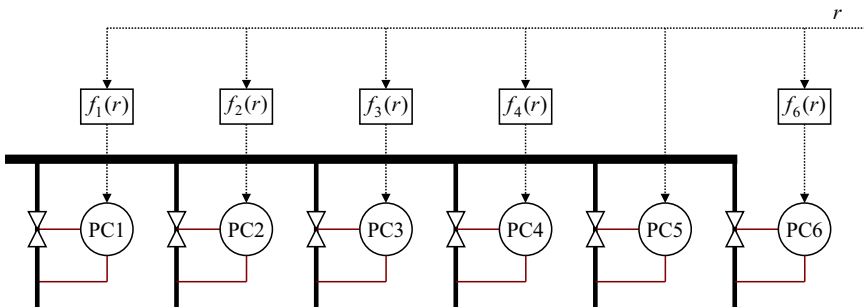 r
f₁(r) f₂(r) f₃(r) f₄(r) f₆(r)
PC1 PC2 PC3 PC4 PC5 PC6